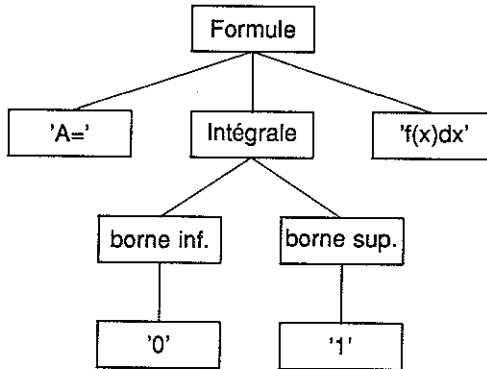 Formule
'A='
Intégrale
'f(x)dx'
borne inf.
borne sup.
'0'
'1'